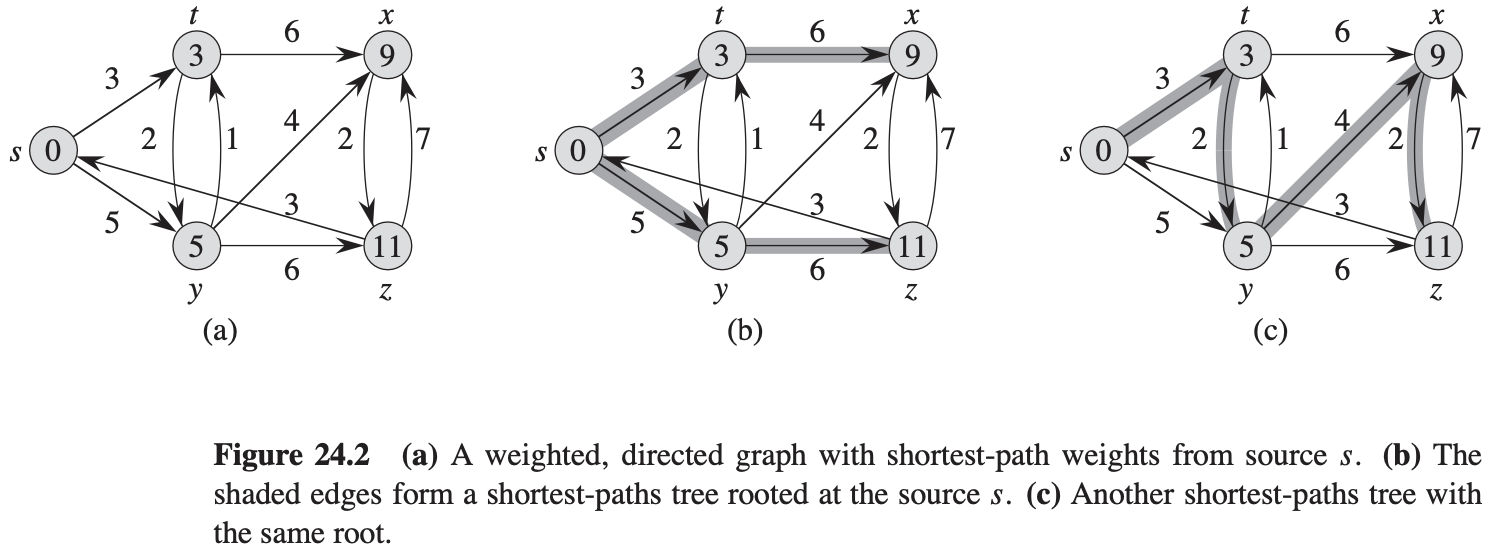 t x t x t x
6 6 6
3 9 3 9 3 9
3 3 3
2 1 4 2 7 2 1 4 2 7 2 1 4 2 7
s 0 s 0 s 0
5 3 5 3 5 3
5 11 5 11 5 11
6 6 6
y z y z y z
(a) (b) (c)
Figure 24.2 (a) A weighted, directed graph with shortest-path weights from source s. (b) The
shaded edges form a shortest-paths tree rooted at the source s. (c) Another shortest-paths tree with
the same root.